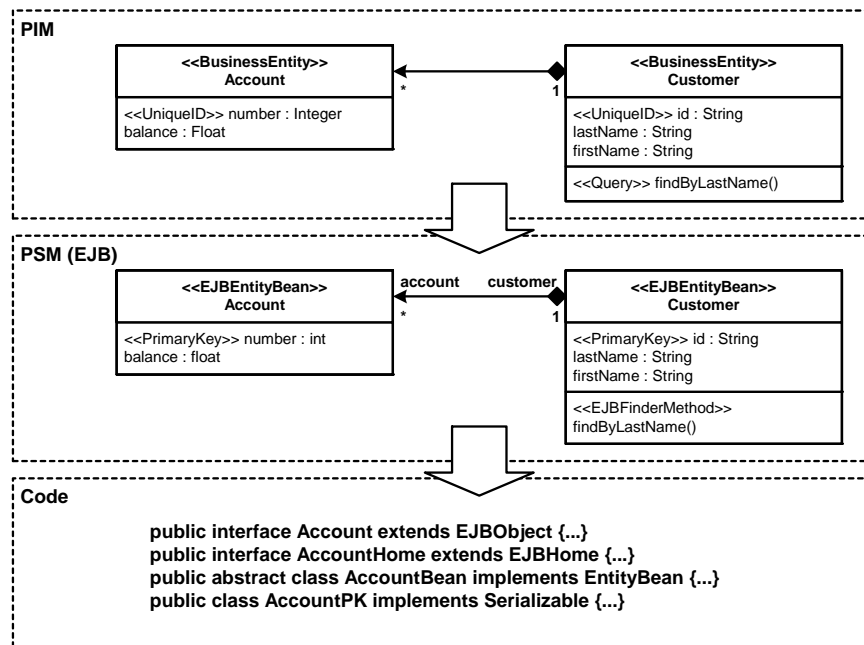 PIM
<<BusinessEntity>>
Account
<<UniqueID>> number : Integer
balance : Float
*
1
<<BusinessEntity>>
Customer
<<UniqueID>> id : String
lastName : String
firstName : String
<<Query>> findByLastName()
PSM (EJB)
<<EJBEntityBean>>
Account
<<PrimaryKey>> number : int
balance : float
account customer
*
1
<<EJBEntityBean>>
Customer
<<PrimaryKey>> id : String
lastName : String
firstName : String
<<EJBFinderMethod>>
findByLastName()
Code
public interface Account extends EJBObject {...}
public interface AccountHome extends EJBHome {...}
public abstract class AccountBean implements EntityBean {...}
public class AccountPK implements Serializable {...}